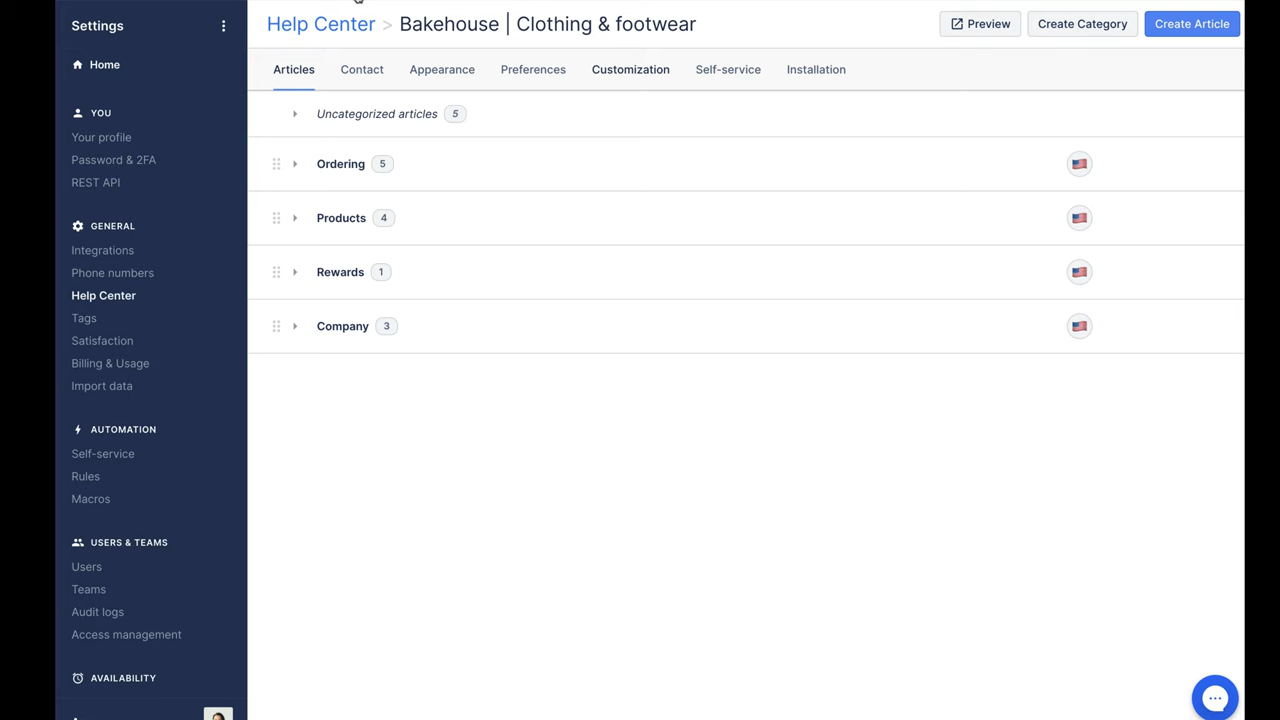 Settings
Home
YOU
Your profile
Password & 2FA
REST API
GENERAL
Integrations
Phone numbers
Help Center
Tags
Satisfaction
Billing & Usage
Import data
AUTOMATION
Self-service
Rules
Macros
USERS & TEAMS
Users
Teams
Audit logs
Access management
AVAILABILITY
Help Center > Bakehouse | Clothing & footwear
Preview
Create Category
Create Article
Articles Contact Appearance Preferences Customization Self-service Installation
Uncategorized articles 5
Ordering 5
Products 4
Rewards 1
Company 3